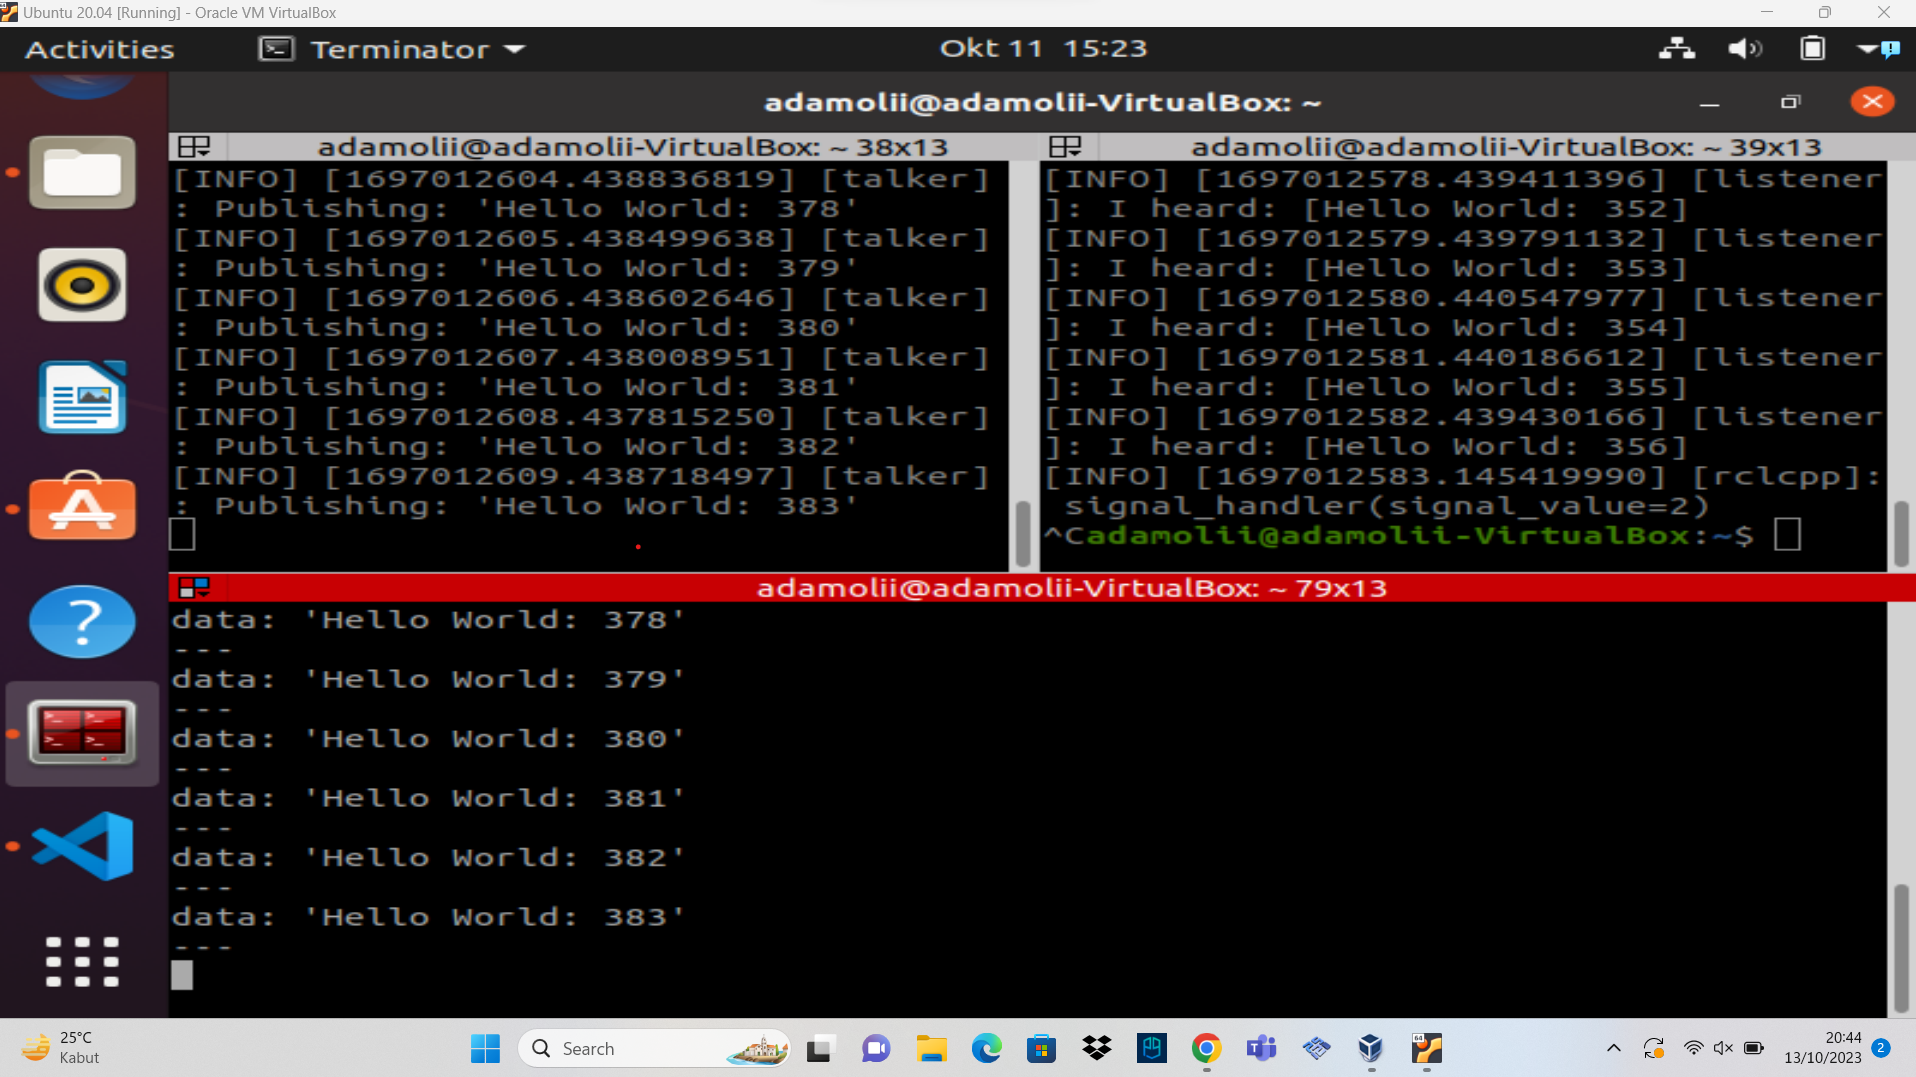 Ubuntu 20.04 [Running] - Oracle VM VirtualBox
Activities
Terminator
Okt 11 15:23
adamolii@adamolii-VirtualBox: ~
adamolii@adamolii-VirtualBox: ~ 38x13
[INFO] [1697012604.438836819] [talker]
: Publishing: 'Hello World: 378'
[INFO] [1697012605.438499638] [talker]
: Publishing: 'Hello World: 379'
[INFO] [1697012606.438602646] [talker]
: Publishing: 'Hello World: 380'
[INFO] [1697012607.438008951] [talker]
: Publishing: 'Hello World: 381'
[INFO] [1697012608.437815250] [talker]
: Publishing: 'Hello World: 382'
[INFO] [1697012609.438718497] [talker]
: Publishing: 'Hello World: 383'
adamolii@adamolii-VirtualBox: ~ 39x13
[INFO] [1697012578.439411396] [listener
]: I heard: [Hello World: 352]
[INFO] [1697012579.439791132] [listener
]: I heard: [Hello World: 353]
[INFO] [1697012580.440547977] [listener
]: I heard: [Hello World: 354]
[INFO] [1697012581.440186612] [listener
]: I heard: [Hello World: 355]
[INFO] [1697012582.439430166] [listener
]: I heard: [Hello World: 356]
[INFO] [1697012583.145419990] [rclcpp]:
signal_handler(signal_value=2)
^Cadamolii@adamolii-VirtualBox:~$
adamolii@adamolii-VirtualBox: ~ 79x13
data: 'Hello World: 378'
---
data: 'Hello World: 379'
---
data: 'Hello World: 380'
---
data: 'Hello World: 381'
---
data: 'Hello World: 382'
---
data: 'Hello World: 383'
---
25°C
Kabut
Search
20:44
13/10/2023
2